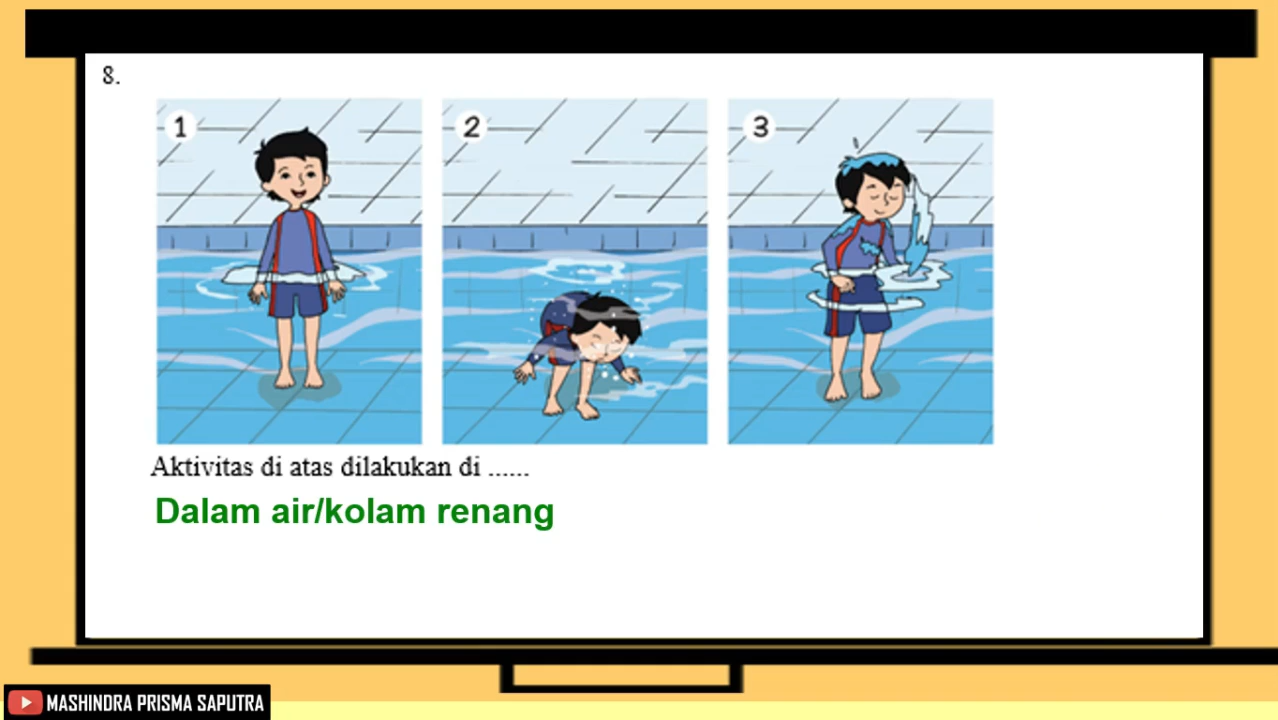 8.
1
2
3
Aktivitas di atas dilakukan di ......
Dalam air/kolam renang
MASHINDRA PRISMA SAPUTRA